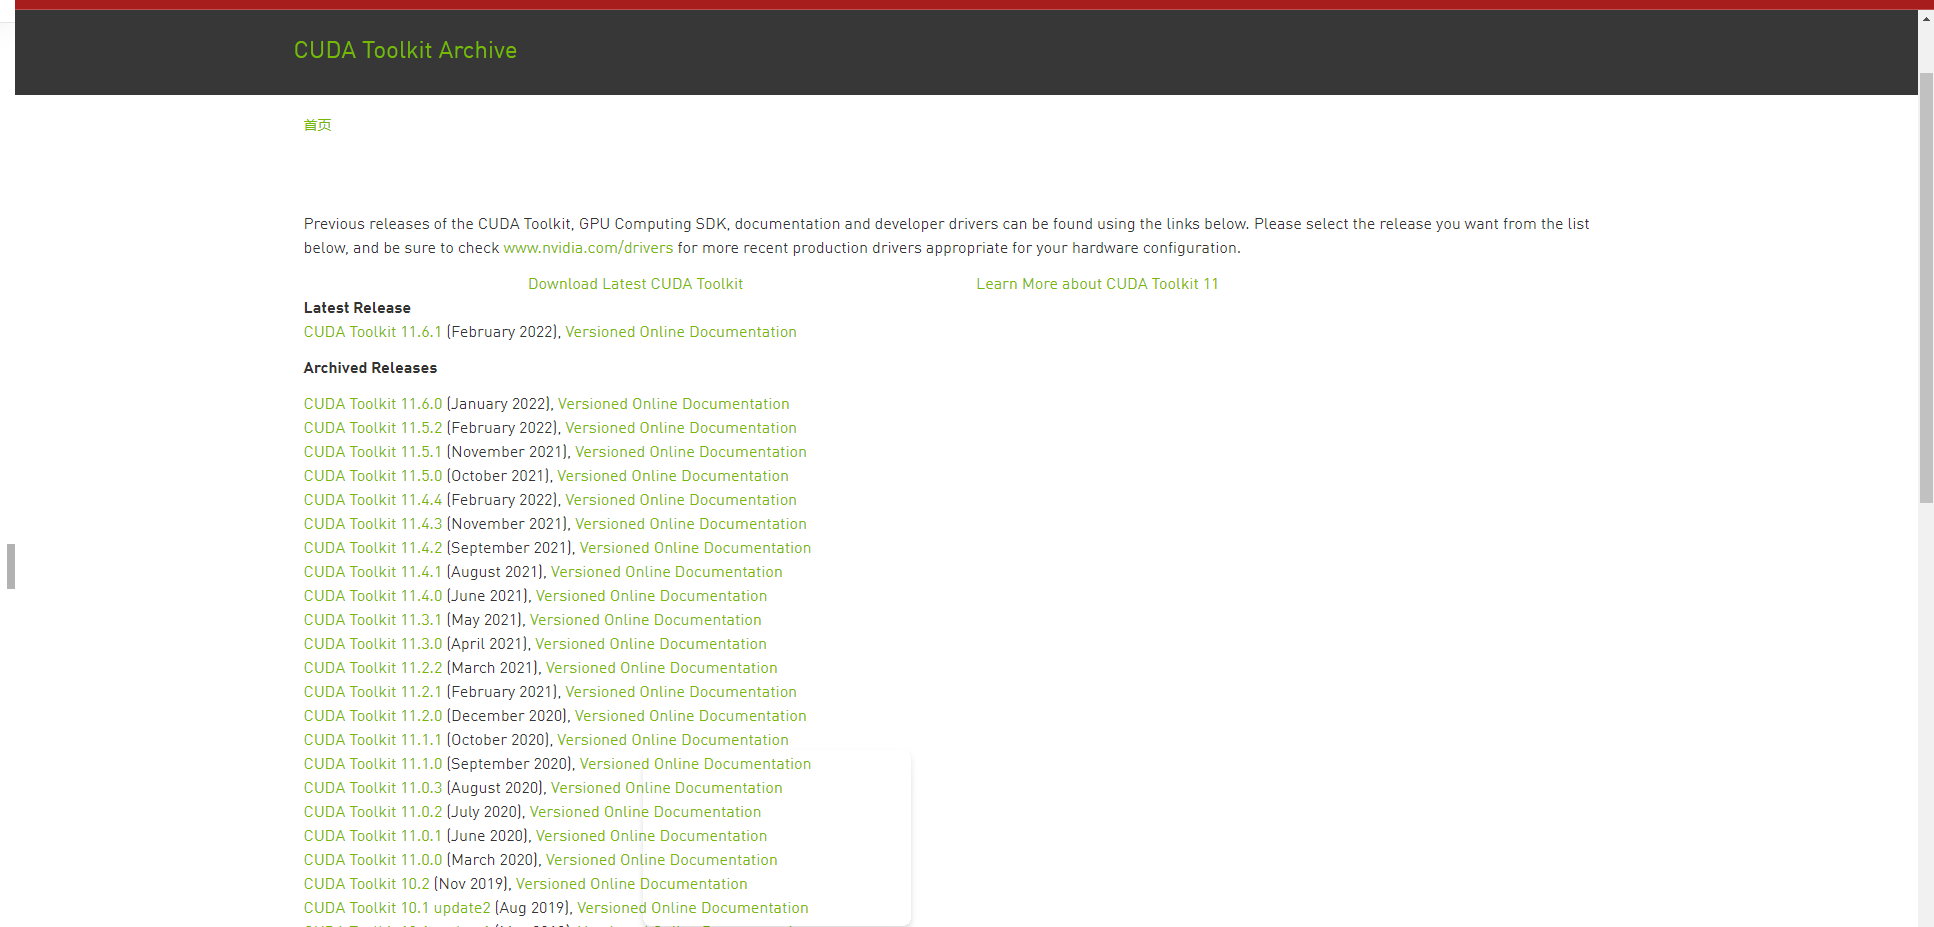 CUDA Toolkit Archive
首页
Previous releases of the CUDA Toolkit, GPU Computing SDK, documentation and developer drivers can be found using the links below. Please select the release you want from the list
below, and be sure to check www.nvidia.com/drivers for more recent production drivers appropriate for your hardware configuration.
Download Latest CUDA Toolkit Learn More about CUDA Toolkit 11
Latest Release
CUDA Toolkit 11.6.1 (February 2022), Versioned Online Documentation
Archived Releases
CUDA Toolkit 11.6.0 (January 2022), Versioned Online Documentation
CUDA Toolkit 11.5.2 (February 2022), Versioned Online Documentation
CUDA Toolkit 11.5.1 (November 2021), Versioned Online Documentation
CUDA Toolkit 11.5.0 (October 2021), Versioned Online Documentation
CUDA Toolkit 11.4.4 (February 2022), Versioned Online Documentation
CUDA Toolkit 11.4.3 (November 2021), Versioned Online Documentation
CUDA Toolkit 11.4.2 (September 2021), Versioned Online Documentation
CUDA Toolkit 11.4.1 (August 2021), Versioned Online Documentation
CUDA Toolkit 11.4.0 (June 2021), Versioned Online Documentation
CUDA Toolkit 11.3.1 (May 2021), Versioned Online Documentation
CUDA Toolkit 11.3.0 (April 2021), Versioned Online Documentation
CUDA Toolkit 11.2.2 (March 2021), Versioned Online Documentation
CUDA Toolkit 11.2.1 (February 2021), Versioned Online Documentation
CUDA Toolkit 11.2.0 (December 2020), Versioned Online Documentation
CUDA Toolkit 11.1.1 (October 2020), Versioned Online Documentation
CUDA Toolkit 11.1.0 (September 2020), Versioned Online Documentation
CUDA Toolkit 11.0.3 (August 2020), Versioned Online Documentation
CUDA Toolkit 11.0.2 (July 2020), Versioned Online Documentation
CUDA Toolkit 11.0.1 (June 2020), Versioned Online Documentation
CUDA Toolkit 11.0.0 (March 2020), Versioned Online Documentation
CUDA Toolkit 10.2 (Nov 2019), Versioned Online Documentation
CUDA Toolkit 10.1 update2 (Aug 2019), Versioned Online Documentation